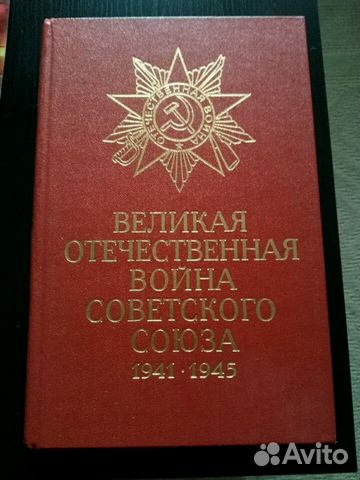 ОТЕЧЕСТВЕННАЯ ВОЙНА
ВЕЛИКАЯ
ОТЕЧЕСТВЕННАЯ
ВОЙНА
СОВЕТСКОГО
СОЮЗА
1941 · 1945
Avito